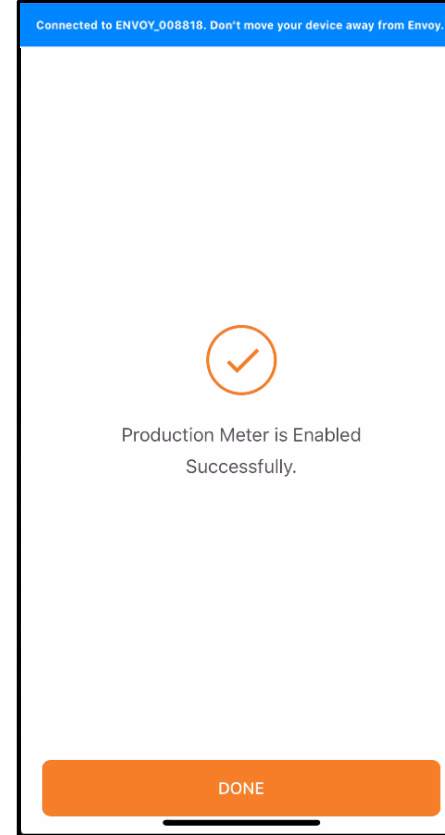 Connected to ENVOY_008818. Don't move your device away from Envoy.
Production Meter is Enabled
Successfully.
DONE